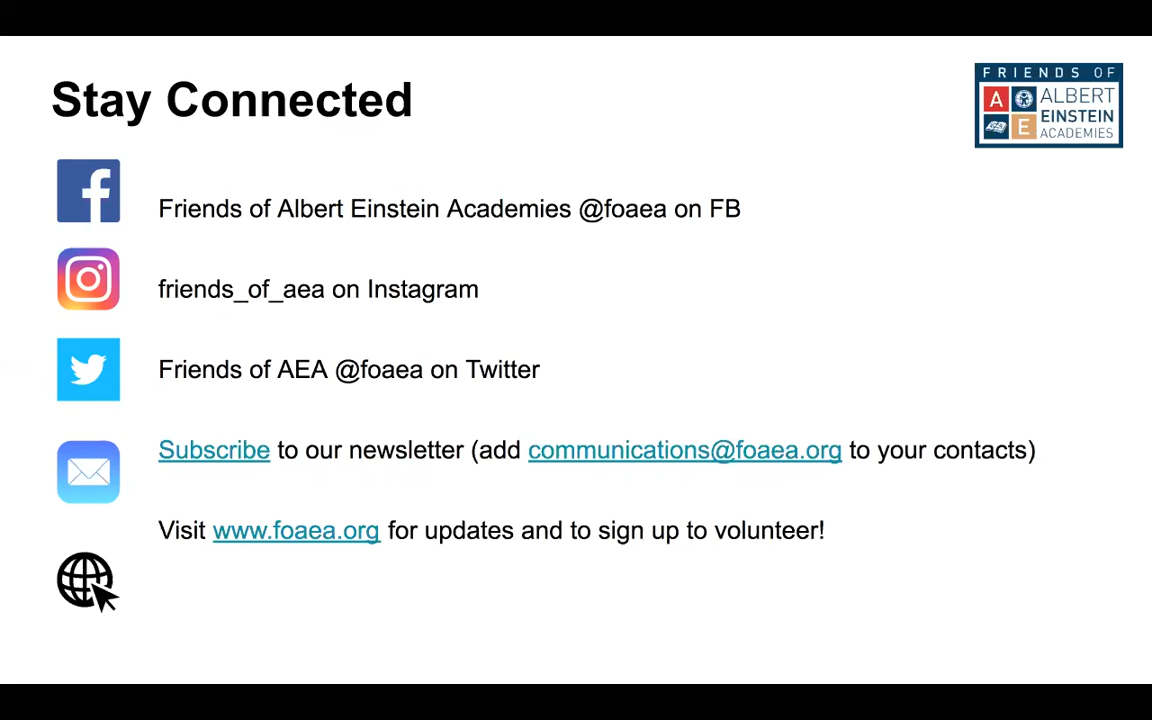 Stay Connected
FRIENDS OF
A
ALBERT
EINSTEIN
E
ACADEMIES
Friends of Albert Einstein Academies @foaea on FB
friends_of_aea on Instagram
Friends of AEA @foaea on Twitter
Subscribe to our newsletter (add communications@foaea.org to your contacts)
Visit www.foaea.org for updates and to sign up to volunteer!